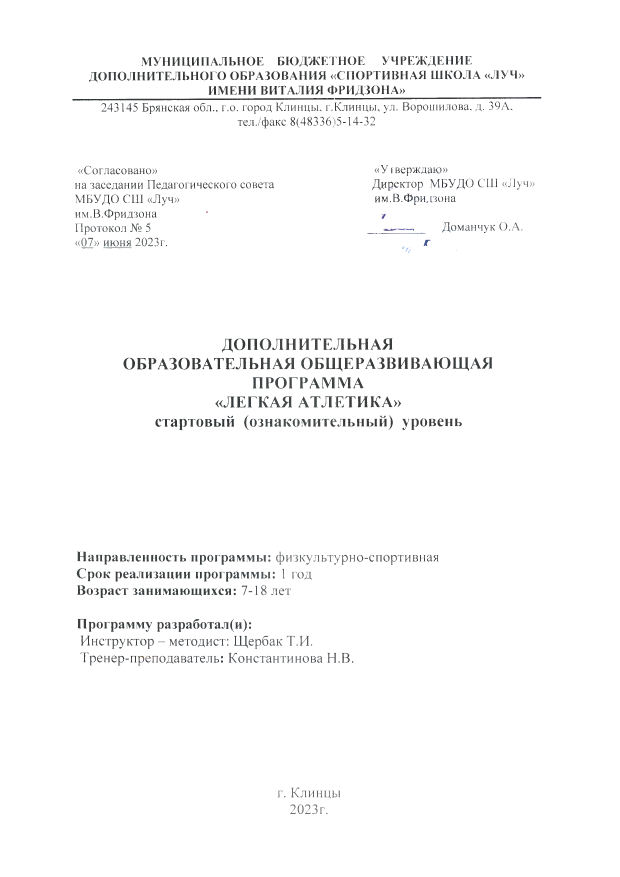 МУНИЦИПАЛЬНОЕ БЮДЖЕТНОЕ УЧРЕЖДЕНИЕ
ДОПОЛНИТЕЛЬНОГО ОБРАЗОВАНИЯ «СПОРТИВНАЯ ШКОЛА «ЛУЧ»
ИМЕНИ ВИТАЛИЯ ФРИДЗОНА»
243145 Брянская обл., г.о. город Клинцы, г.Клинцы, ул. Ворошилова, д. 39А.
тел./факс 8(48336)5-14-32
«Согласовано»
на заседании Педагогического совета
МБУДО СШ «Луч»
им.В.Фридзона
Протокол № 5
«07» июня 2023г.
«Утверждаю»
Директор МБУДО СШ «Луч»
им.В.Фридзона
Доманчук О.А.
ДОПОЛНИТЕЛЬНАЯ
ОБРАЗОВАТЕЛЬНАЯ ОБЩЕРАЗВИВАЮЩАЯ
ПРОГРАММА
«ЛЕГКАЯ АТЛЕТИКА»
стартовый (ознакомительный) уровень
Направленность программы: физкультурно-спортивная
Срок реализации программы: 1 год
Возраст занимающихся: 7-18 лет
Программу разработал(и):
Инструктор – методист: Щербак Т.И.
Тренер-преподаватель: Константинова Н.В.
г. Клинцы
2023г.